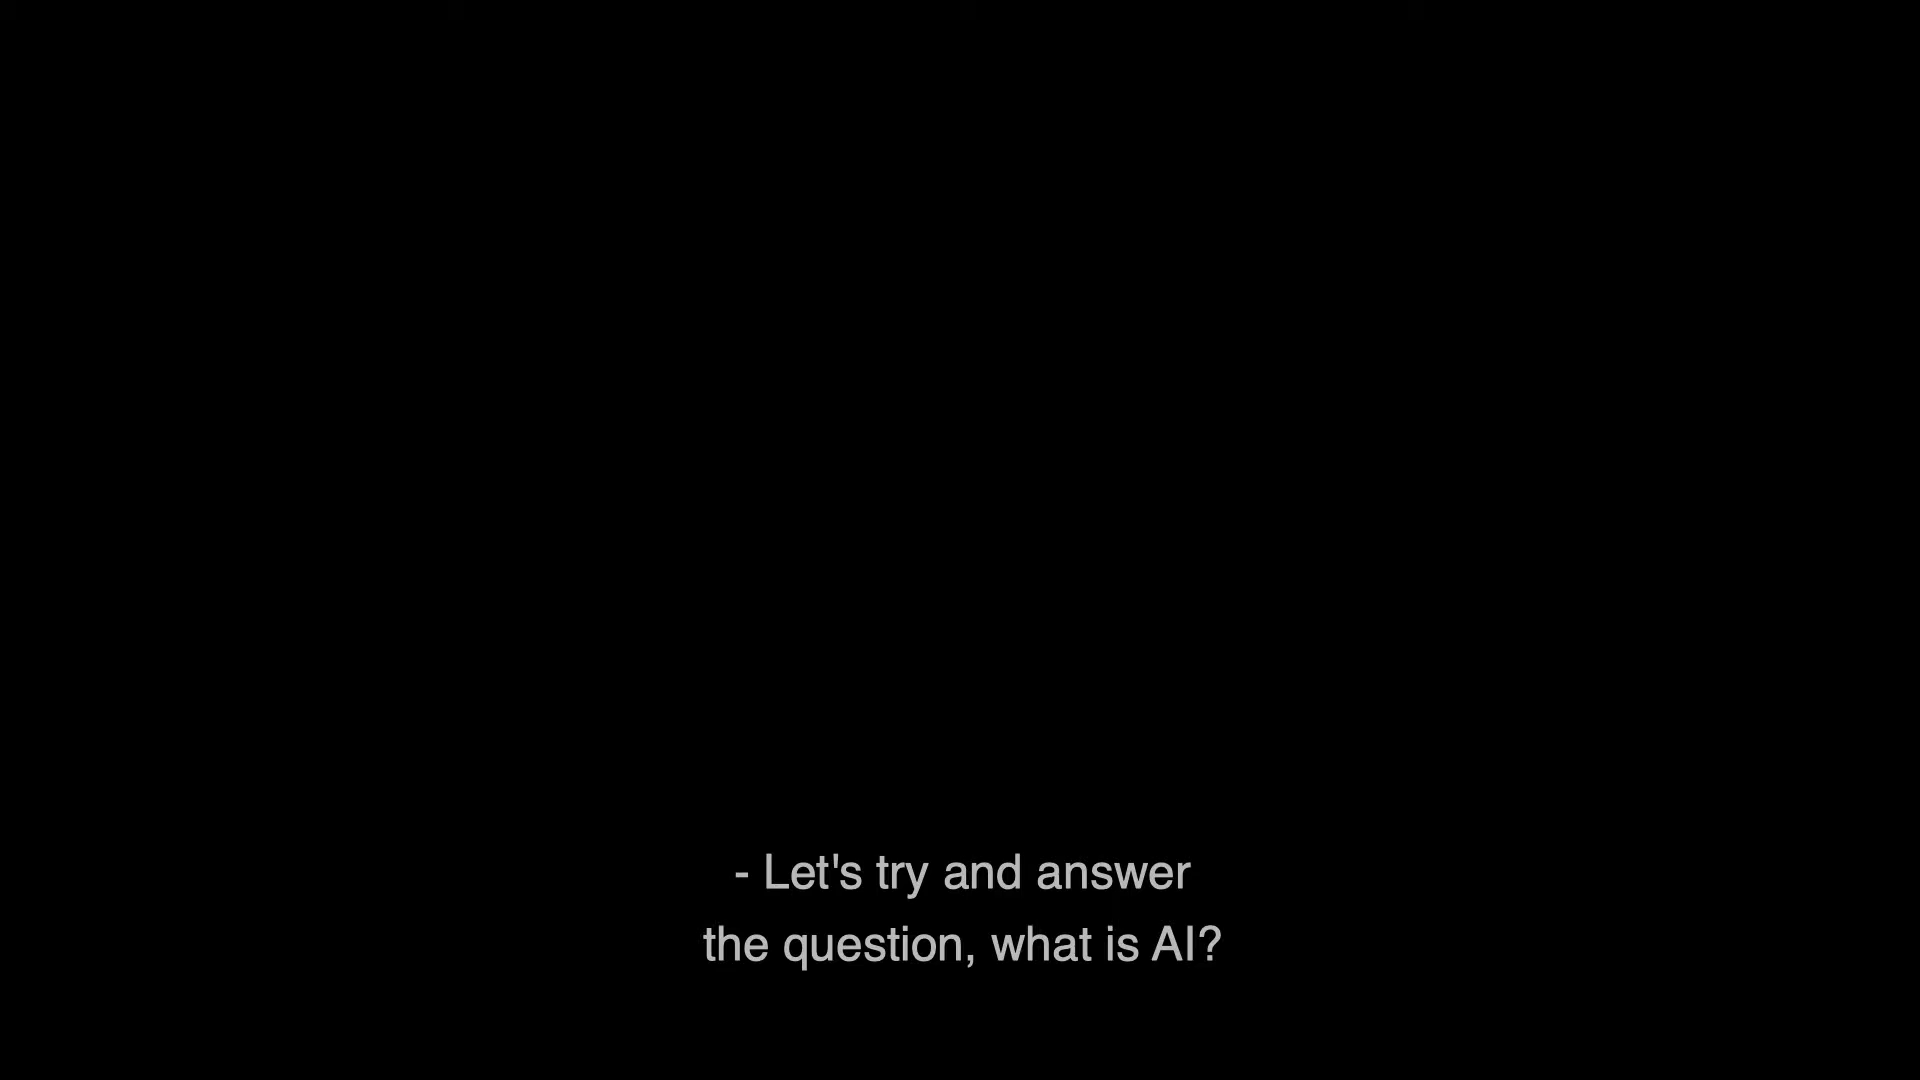 - Let's try and answer
the question, what is AI?